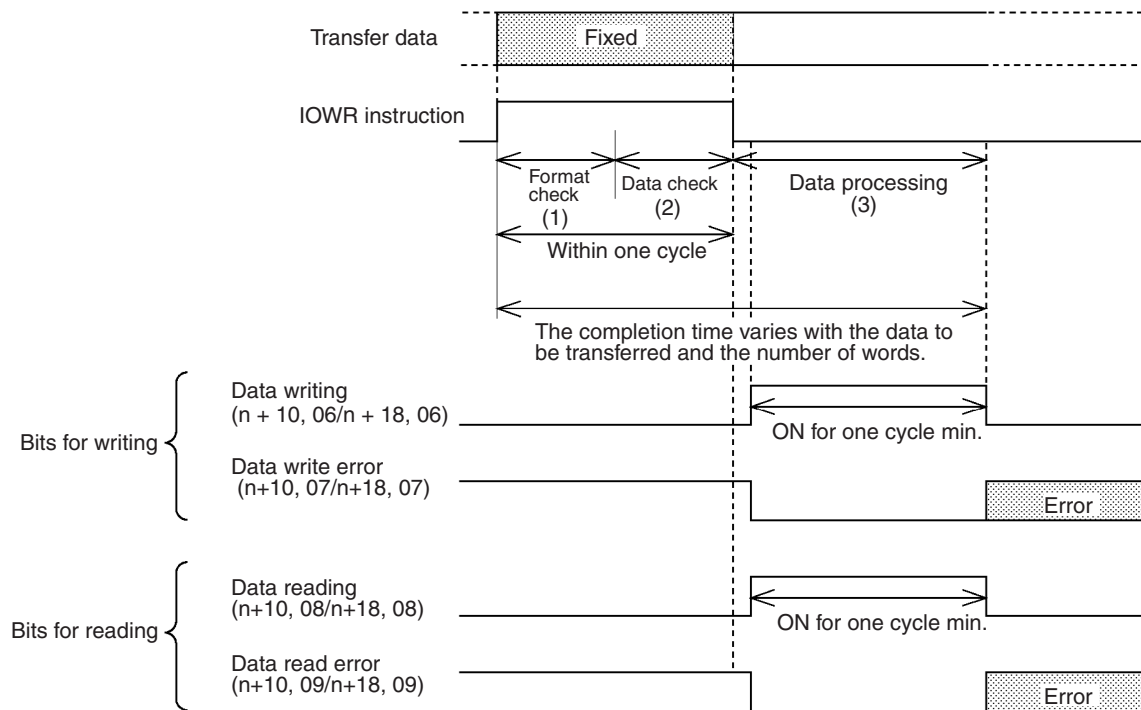 Transfer data
Fixed
IOWR instruction
Format
check
(1)
Data check
(2)
Data processing
(3)
Within one cycle
The completion time varies with the data to
be transferred and the number of words.
Bits for writing
Data writing
(n + 10, 06/n + 18, 06)
ON for one cycle min.
Data write error
(n+10, 07/n+18, 07)
Error
Bits for reading
Data reading
(n+10, 08/n+18, 08)
ON for one cycle min.
Data read error
(n+10, 09/n+18, 09)
Error